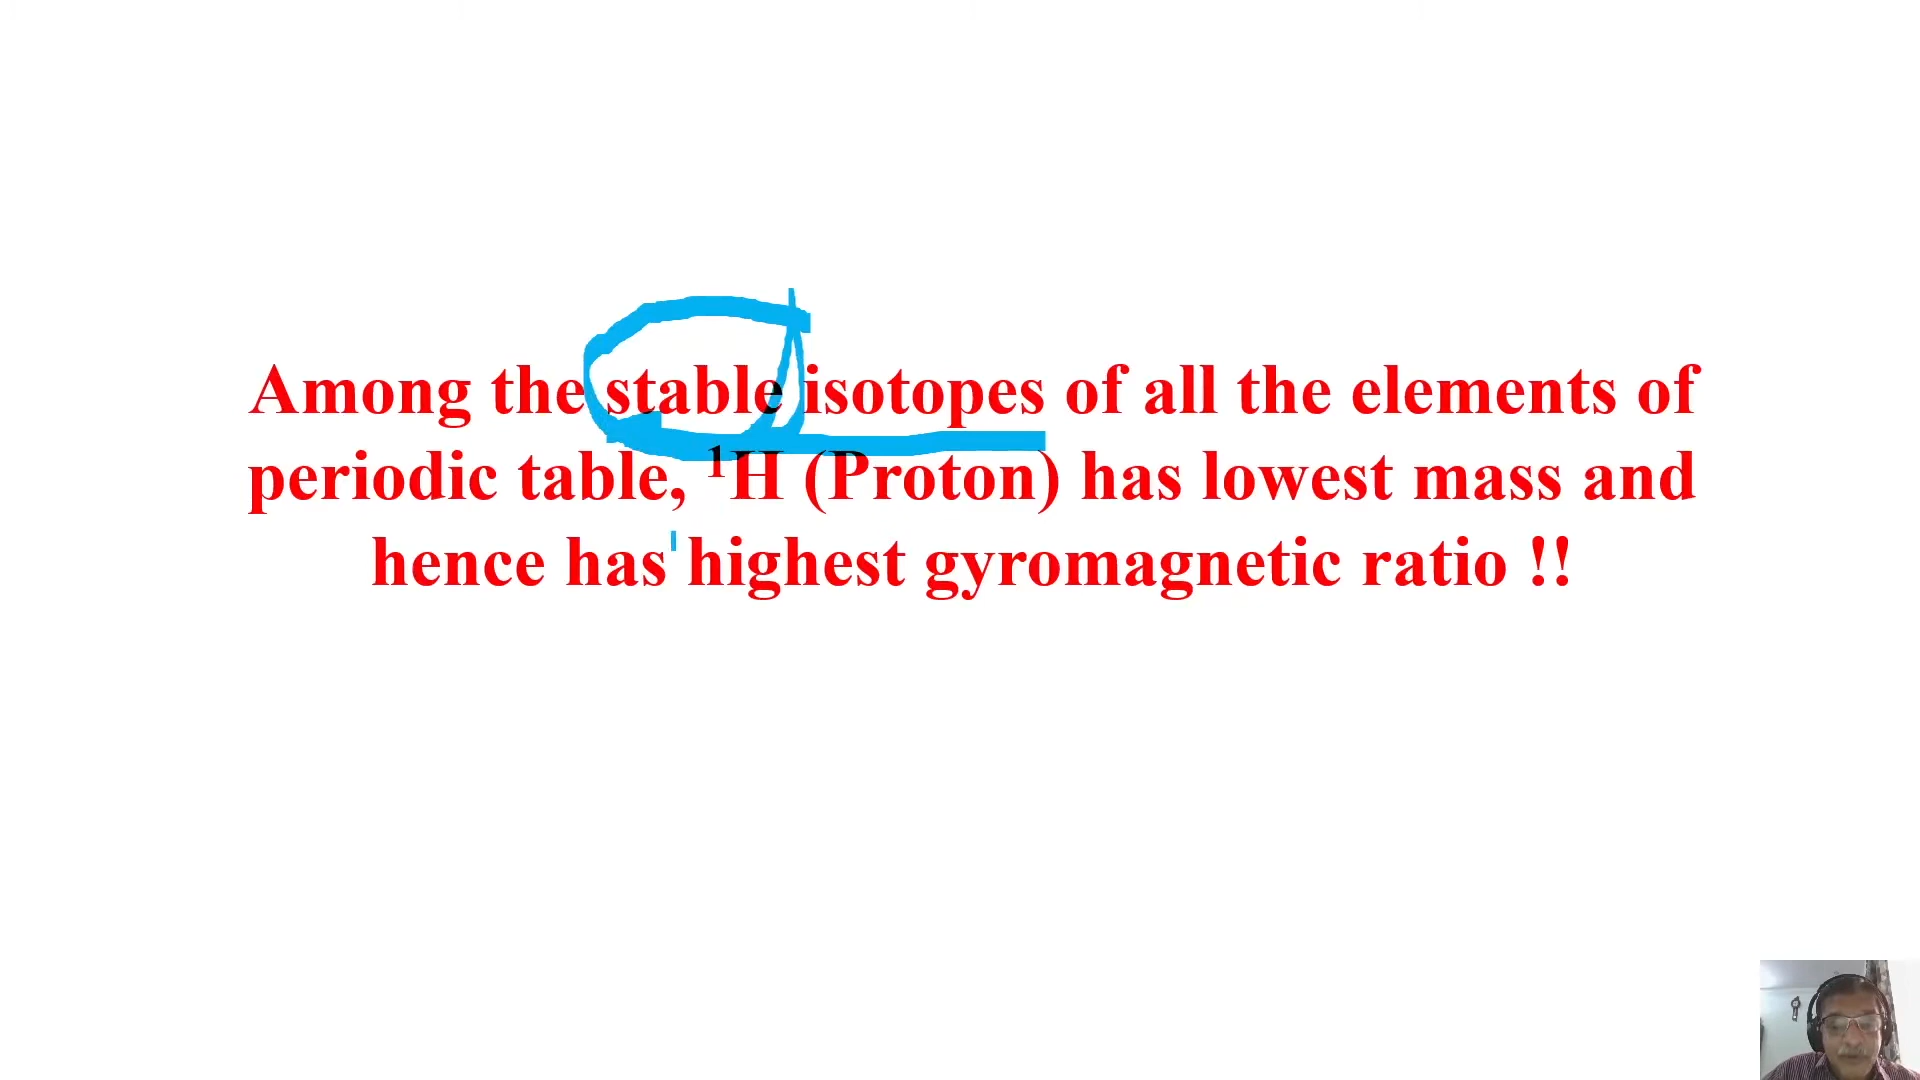 Among the stable isotopes of all the elements of
periodic table, ¹H (Proton) has lowest mass and
hence has highest gyromagnetic ratio !!